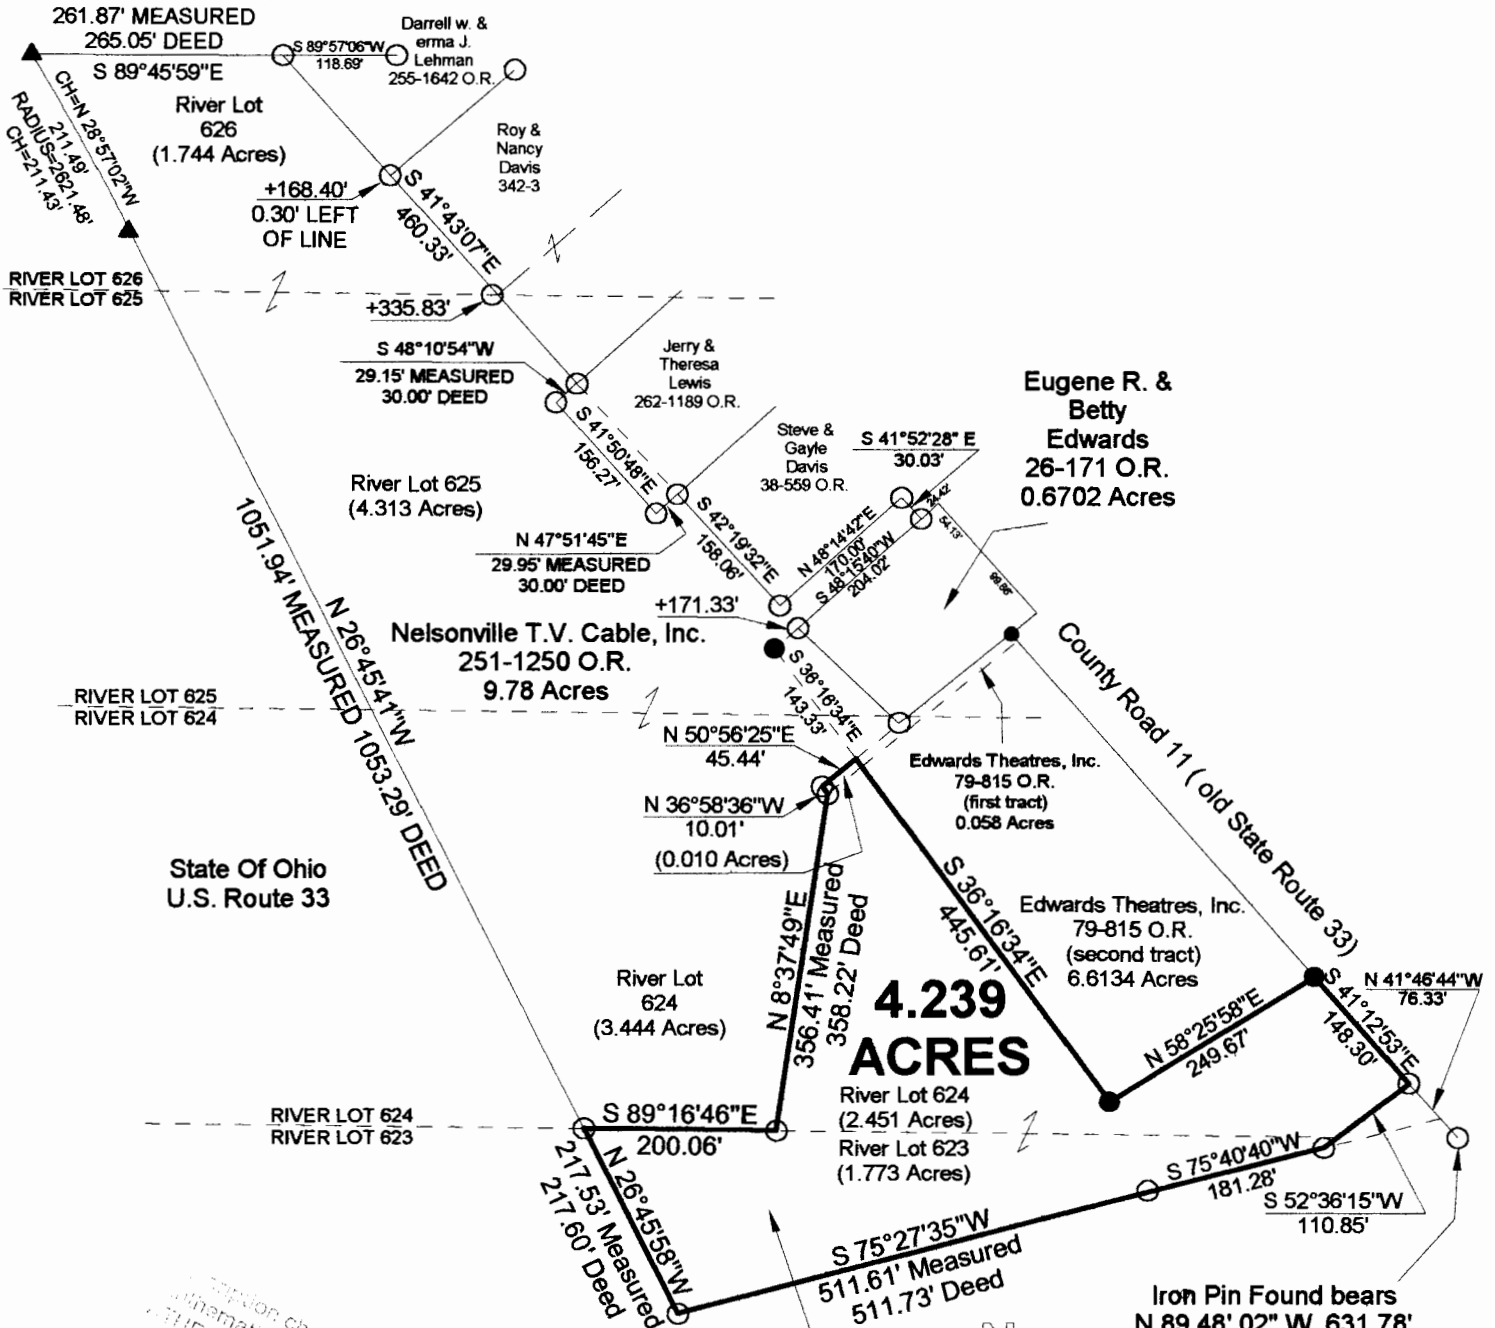 261.87' MEASURED
265.05' DEED
S 89°45'59"E
S 89°57'06"W
118.69'
Darrell w. &
erma J.
Lehman
255-1642 O.R.
CH=N 28°57'02"W
211.49'
RADIUS=2621.48'
CH=211.43'
River Lot
626
(1.744 Acres)
Roy &
Nancy
Davis
342-3
+168.40'
0.30' LEFT
OF LINE
S 41°43'07"E
460.33'
RIVER LOT 626
RIVER LOT 625
+335.83'
S 48°10'54"W
29.15' MEASURED
30.00' DEED
Jerry &
Theresa
Lewis
262-1189 O.R.
S 41°50'48"E
156.27'
Steve &
Gayle
Davis
38-559 O.R.
S 41°52'28" E
30.03'
Eugene R. &
Betty
Edwards
26-171 O.R.
0.6702 Acres
River Lot 625
(4.313 Acres)
S 42°19'32"E
158.06'
N 48°14'42"E
170.00'
S 48°15'40"W
204.02'
24.42'
54.13'
99.86'
N 47°51'45"E
29.95' MEASURED
30.00' DEED
+171.33'
1051.94' MEASURED 1053.29' DEED
N 26°45'41"W
Nelsonville T.V. Cable, Inc.
251-1250 O.R.
9.78 Acres
S 36°16'34"E
143.33'
County Road 11 ( old State Route 33)
RIVER LOT 625
RIVER LOT 624
N 50°56'25"E
45.44'
Edwards Theatres, Inc.
79-815 O.R.
(first tract)
0.058 Acres
N 36°58'36"W
10.01'
(0.010 Acres)
State Of Ohio
U.S. Route 33
N 8°37'49"E
356.41' Measured
358.22' Deed
S 36°16'34"E
445.61'
Edwards Theatres, Inc.
79-815 O.R.
(second tract)
6.6134 Acres
River Lot
624
(3.444 Acres)
4.239
ACRES
N 58°25'58"E
249.67'
S 41°12'53"E
148.30'
N 41°46'44"W
76.33'
River Lot 624
(2.451 Acres)
RIVER LOT 624
RIVER LOT 623
S 89°16'46"E
200.06'
River Lot 623
(1.773 Acres)
N 26°45'58"W
217.53' Measured
217.60' Deed
S 75°40'40"W
181.28'
S 52°36'15"W
110.85'
S 75°27'35"W
511.61' Measured
511.73' Deed
Iron Pin Found bears
N 89 48' 02" W 631.78'